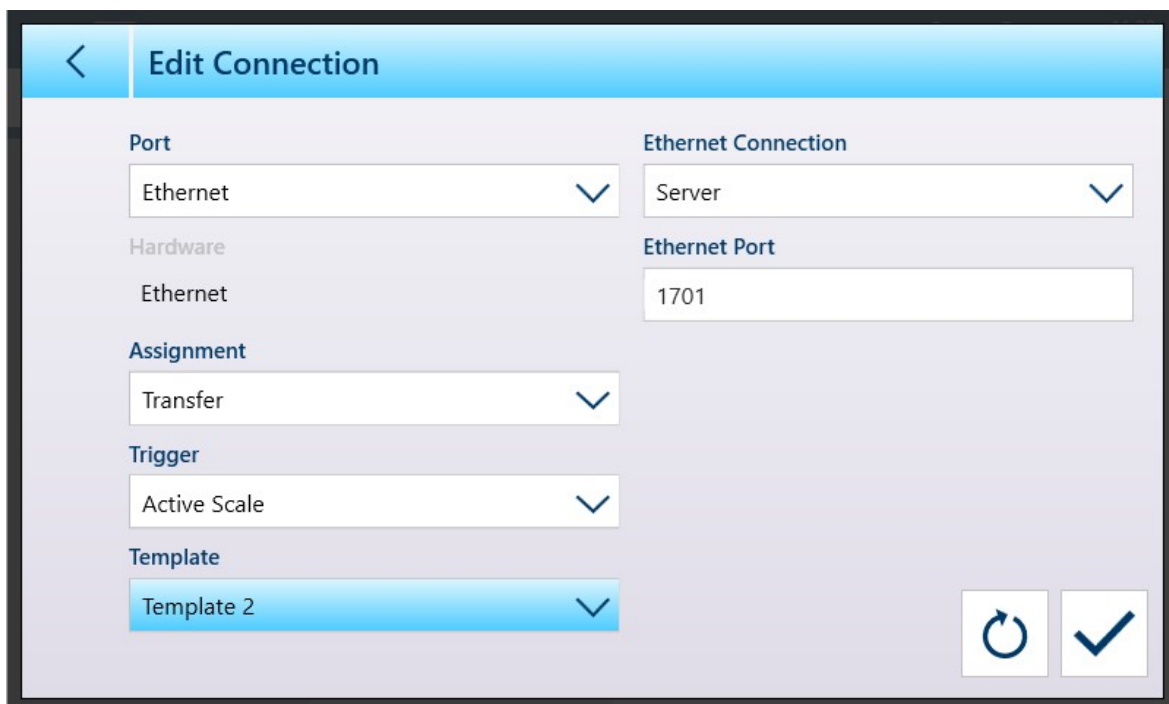 Edit Connection
Port
Ethernet
Hardware
Ethernet
Assignment
Transfer
Trigger
Active Scale
Template
Template 2
Ethernet Connection
Server
Ethernet Port
1701